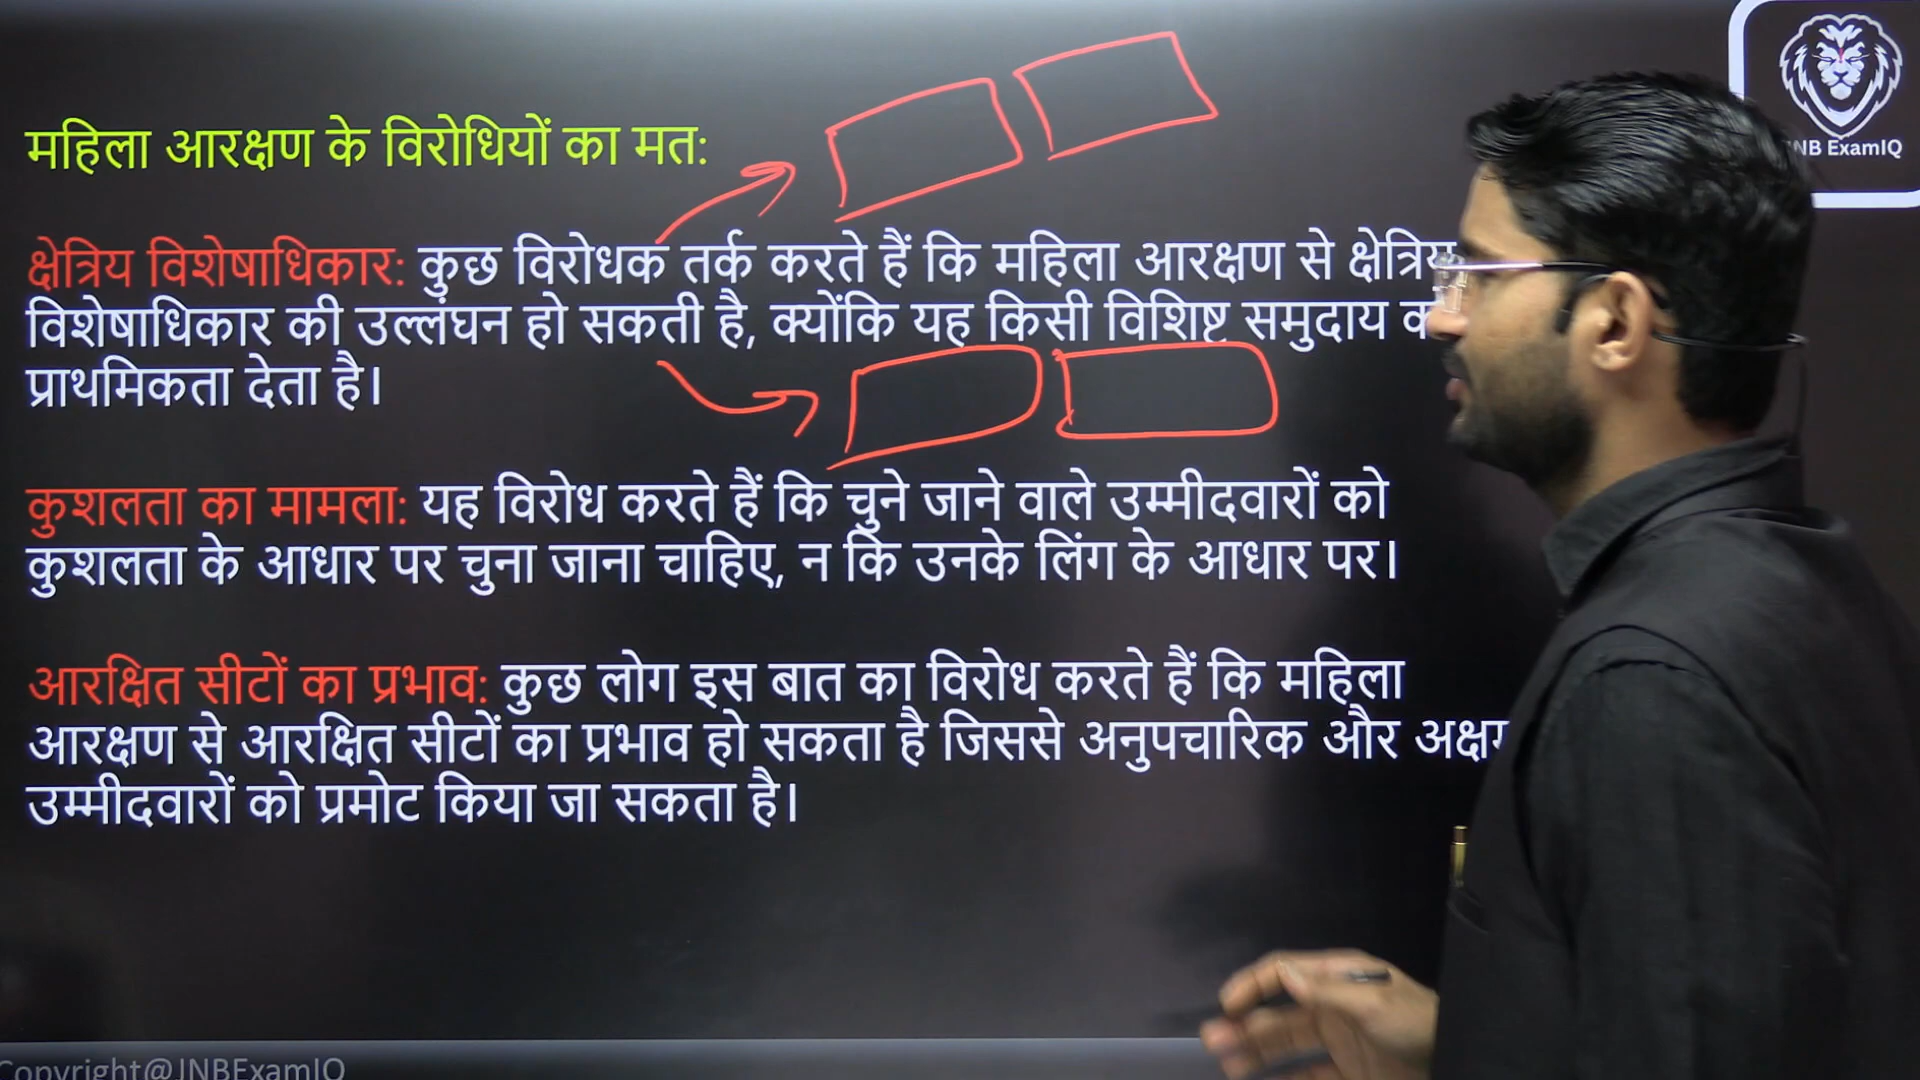 महिला आरक्षण के विरोधियों का मत:
क्षेत्रिय विशेषाधिकार: कुछ विरोधक तर्क करते हैं कि महिला आरक्षण से क्षेत्रिय
विशेषाधिकार की उल्लंघन हो सकती है, क्योंकि यह किसी विशिष्ट समुदाय
प्राथमिकता देता है।
कुशलता का मामला: यह विरोध करते हैं कि चुने जाने वाले उम्मीदवारों को
कुशलता के आधार पर चुना जाना चाहिए, न कि उनके लिंग के आधार पर।
आरक्षित सीटों का प्रभाव: कुछ लोग इस बात का विरोध करते हैं कि महिला
आरक्षण से आरक्षित सीटों का प्रभाव हो सकता है जिससे अनुपचारिक और
उम्मीदवारों को प्रमोट किया जा सकता है।
JNB ExamIQ
Copyright@JNBExamIQ